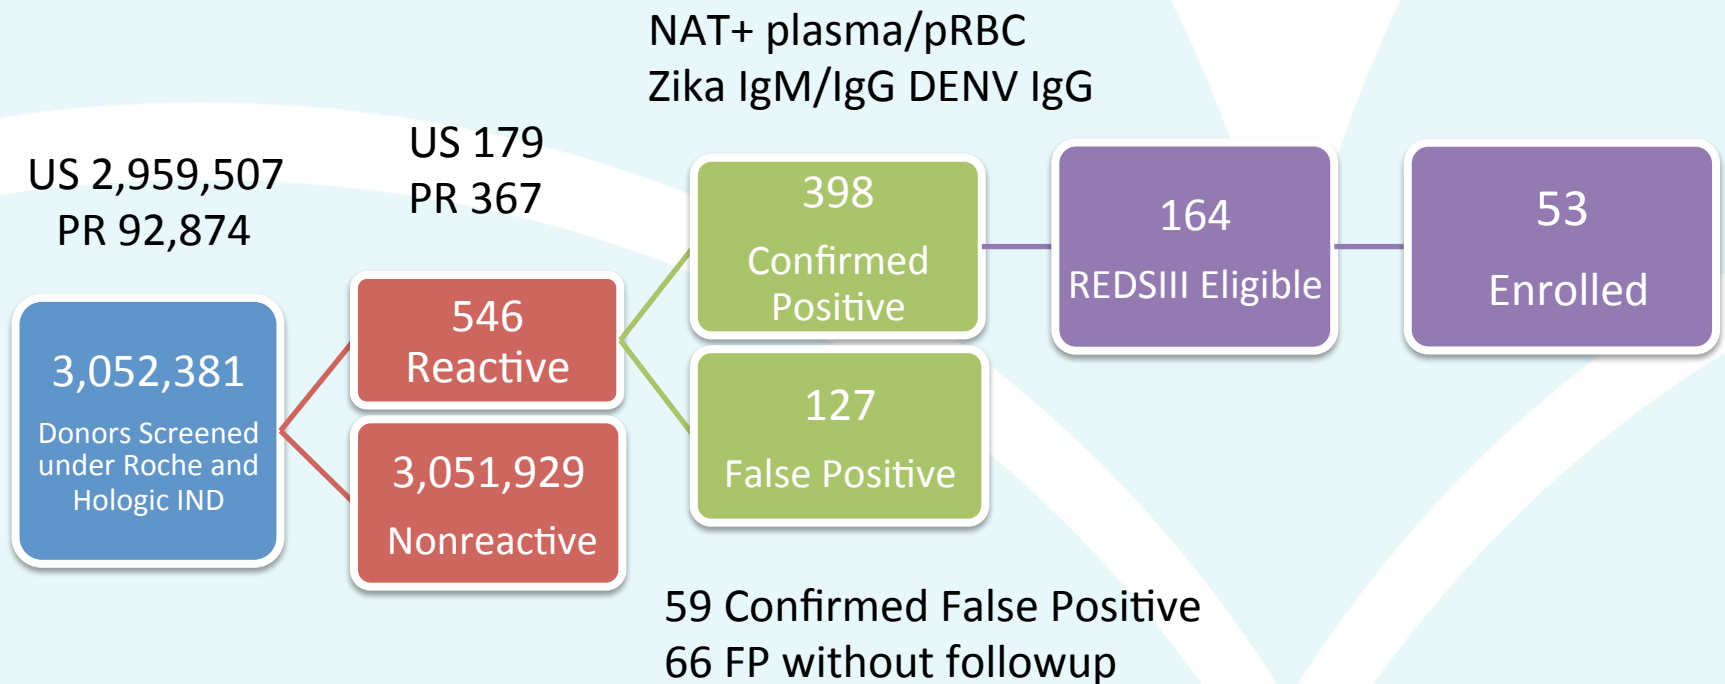 NAT+ plasma/pRBC
Zika IgM/IgG DENV IgG
US 2,959,507
PR 92,874
US 179
PR 367
3,052,381
Donors Screened
under Roche and
Hologic IND
546
Reactive
3,051,929
Nonreactive
398
Confirmed
Positive
127
False Positive
164
REDSIII Eligible
53
Enrolled
59 Confirmed False Positive
66 FP without followup